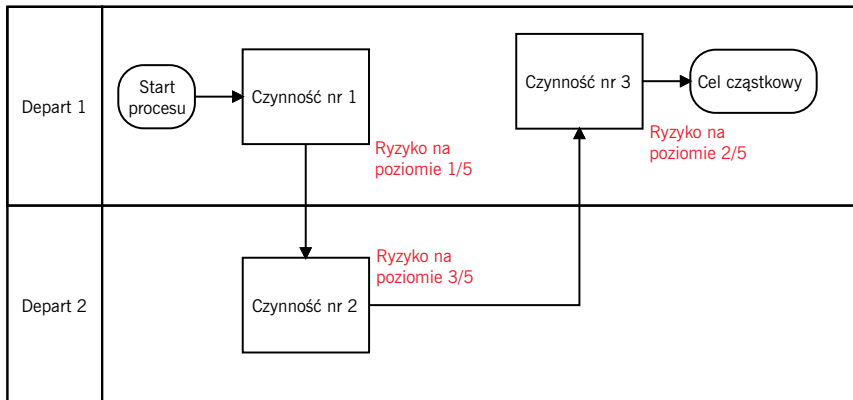 Depart 1
Start
procesu
Czynność nr 1
Ryzyko na
poziomie 1/5
Czynność nr 3
Cel cząstkowy
Ryzyko na
poziomie 2/5
Depart 2
Czynność nr 2
Ryzyko na
poziomie 3/5